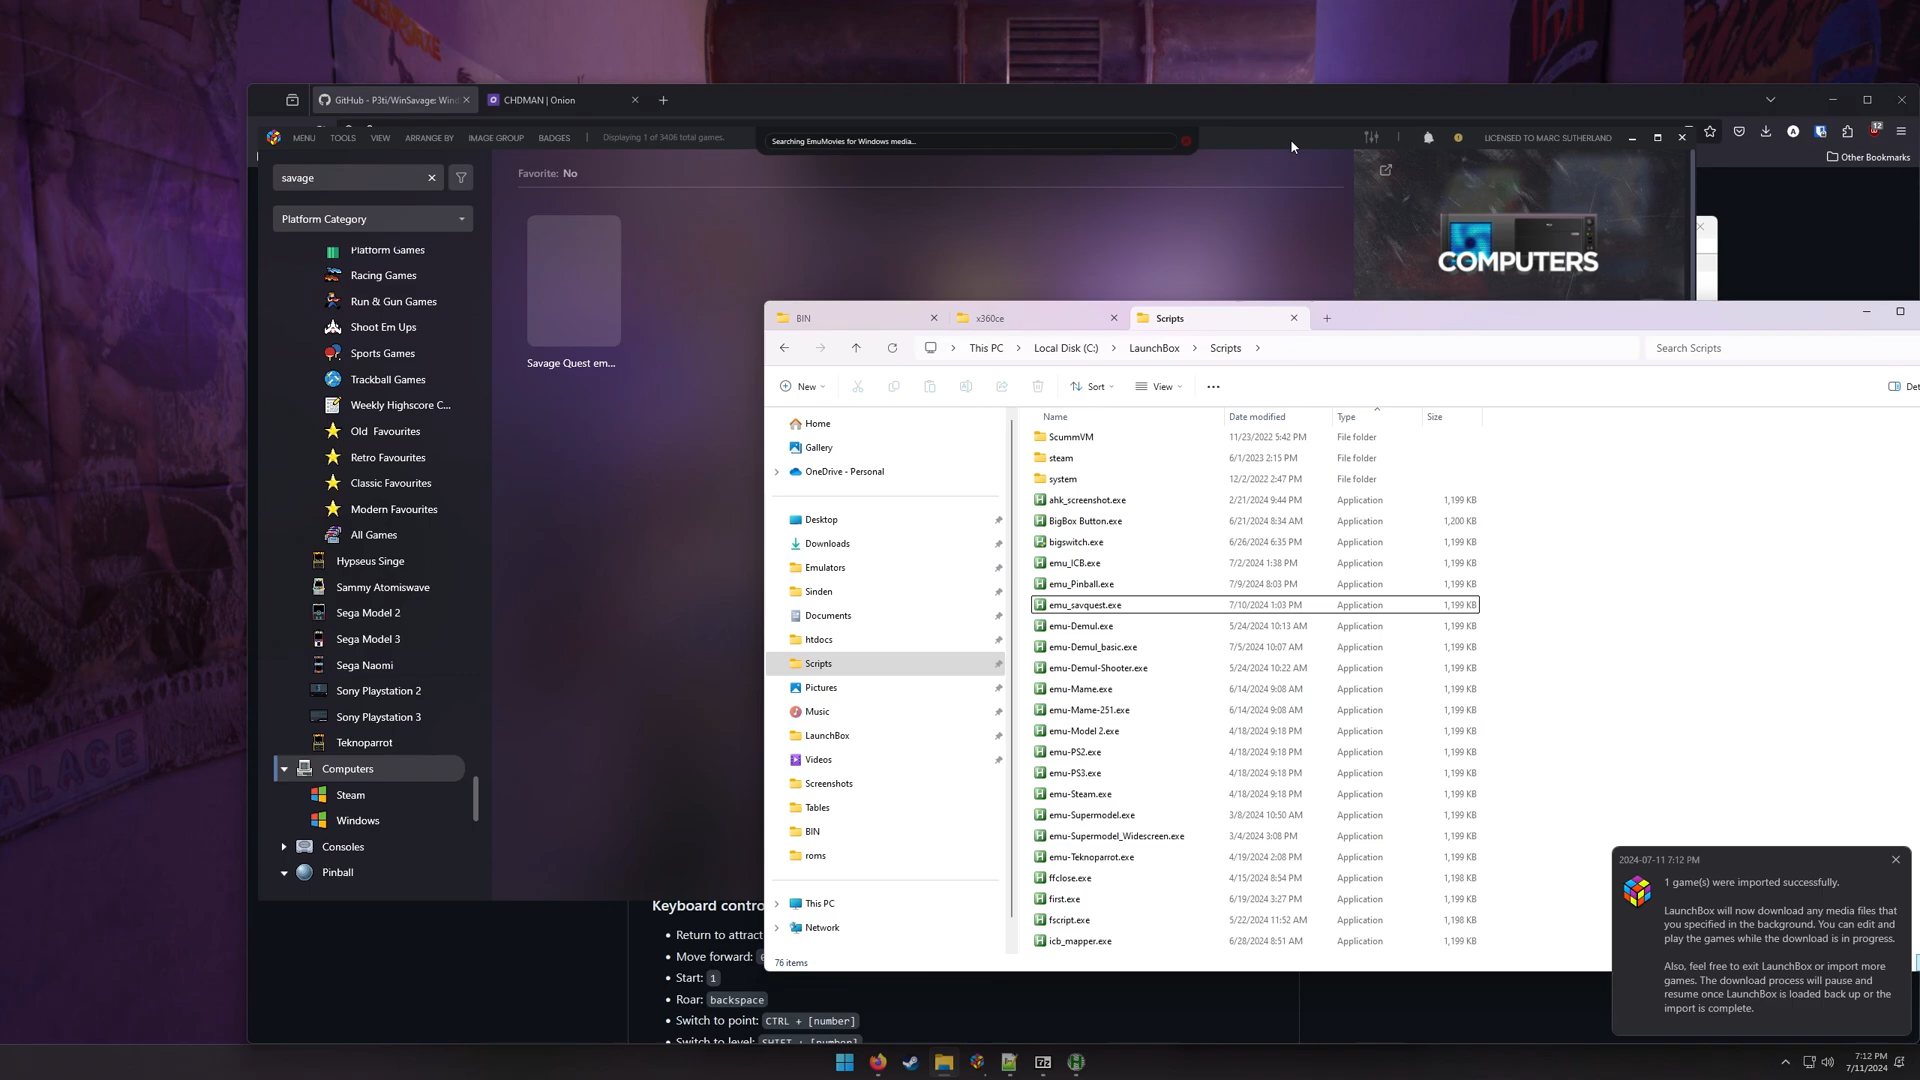 GitHub - P3ti/WinSavage: Wind
CHDMAN | Onion
MENU
TOOLS
VIEW
ARRANGE BY
IMAGE GROUP
BADGES
Displaying 1 of 3406 total games.
Searching EmuMovies for Windows media...
LICENSED TO MARC SUTHERLAND
12
Other Bookmarks
savage
Favorite: No
Platform Category
Platform Games
Racing Games
Run & Gun Games
Shoot Em Ups
Sports Games
Trackball Games
Weekly Highscore C...
Old Favourites
Retro Favourites
Classic Favourites
Modern Favourites
All Games
Hypseus Singe
Sammy Atomiswave
Sega Model 2
Sega Model 3
Sega Naomi
Sony Playstation 2
Sony Playstation 3
Teknoparrot
Computers
Steam
Windows
Consoles
Pinball
Savage Quest em...
COMPUTERS
BIN
x360ce
Scripts
This PC
Local Disk (C:)
LaunchBox
Scripts
Search Scripts
New
Sort
View
Det
Home
Gallery
OneDrive - Personal
Desktop
Downloads
Emulators
Sinden
Documents
htdocs
Scripts
Pictures
Music
LaunchBox
Videos
Screenshots
Tables
BIN
roms
This PC
Network
Name Date modified Type Size
ScummVM 11/23/2022 5:42 PM File folder
steam 6/1/2023 2:15 PM File folder
system 12/2/2022 2:47 PM File folder
ahk_screenshot.exe 2/21/2024 9:44 PM Application 1,199 KB
BigBox Button.exe 6/21/2024 8:34 AM Application 1,200 KB
bigswitch.exe 6/26/2024 6:35 PM Application 1,199 KB
emu_ICB.exe 7/2/2024 1:38 PM Application 1,199 KB
emu_Pinball.exe 7/9/2024 8:03 PM Application 1,199 KB
emu_savquest.exe 7/10/2024 1:03 PM Application 1,199 KB
emu-Demul.exe 5/24/2024 10:13 AM Application 1,199 KB
emu-Demul_basic.exe 7/5/2024 10:07 AM Application 1,199 KB
emu-Demul-Shooter.exe 5/24/2024 10:22 AM Application 1,199 KB
emu-Mame.exe 6/14/2024 9:08 AM Application 1,199 KB
emu-Mame-251.exe 6/14/2024 9:08 AM Application 1,199 KB
emu-Model 2.exe 4/18/2024 9:18 PM Application 1,199 KB
emu-PS2.exe 4/18/2024 9:18 PM Application 1,199 KB
emu-PS3.exe 4/18/2024 9:18 PM Application 1,199 KB
emu-Steam.exe 4/18/2024 9:18 PM Application 1,199 KB
emu-Supermodel.exe 3/8/2024 10:50 AM Application 1,199 KB
emu-Supermodel_Widescreen.exe 3/4/2024 3:08 PM Application 1,199 KB
emu-Teknoparrot.exe 4/19/2024 2:08 PM Application 1,199 KB
ffclose.exe 4/15/2024 8:54 PM Application 1,198 KB
first.exe 6/19/2024 3:27 PM Application 1,199 KB
fscript.exe 5/22/2024 11:52 AM Application 1,198 KB
icb_mapper.exe 6/28/2024 8:51 AM Application 1,199 KB
76 items
Keyboard contro
Return to attract
Move forward:
Start: 1
Roar: backspace
Switch to point: CTRL + [number]
Switch to level: SHIFT + [number]
2024-07-11 7:12 PM
1 game(s) were imported successfully.
LaunchBox will now download any media files that
you specified in the background. You can edit and
play the games while the download is in progress.
Also, feel free to exit LaunchBox or import more
games. The download process will pause and
resume once LaunchBox is loaded back up or the
import is complete.
7:12 PM
7/11/2024